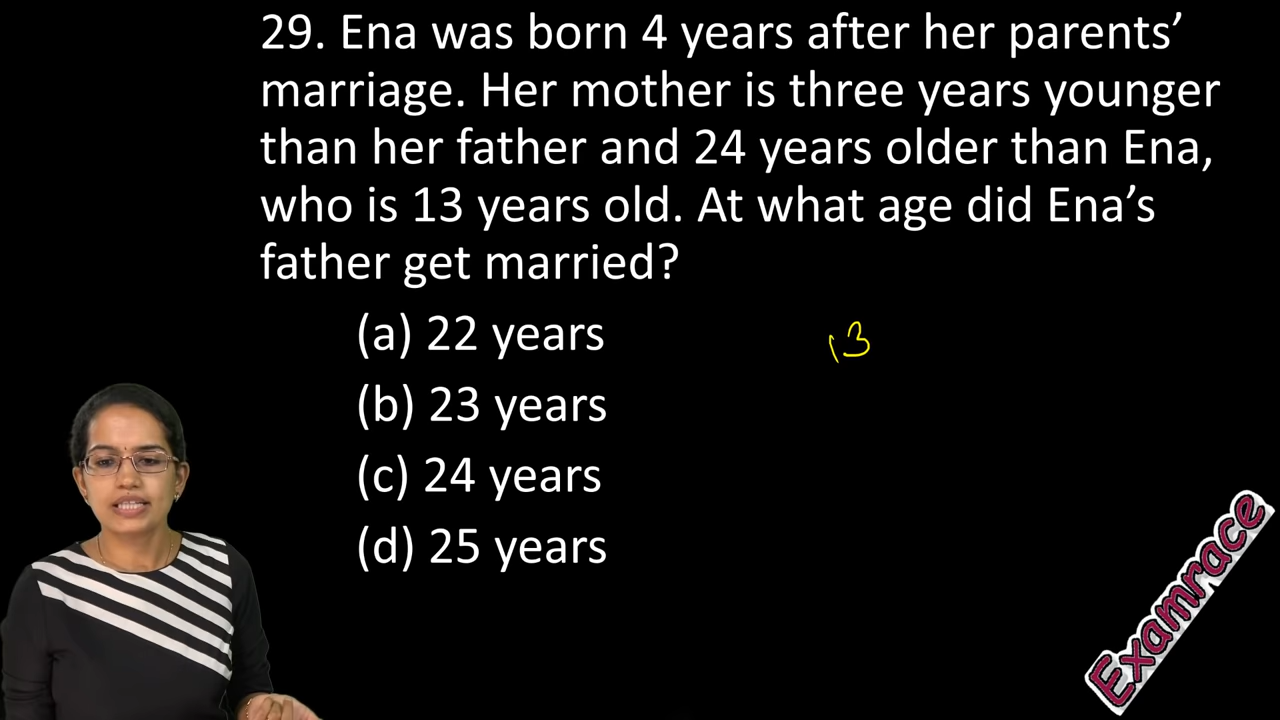 29. Ena was born 4 years after her parents’
marriage. Her mother is three years younger
than her father and 24 years older than Ena,
who is 13 years old. At what age did Ena’s
father get married?
(a) 22 years
13
(b) 23 years
(c) 24 years
(d) 25 years
Examrace